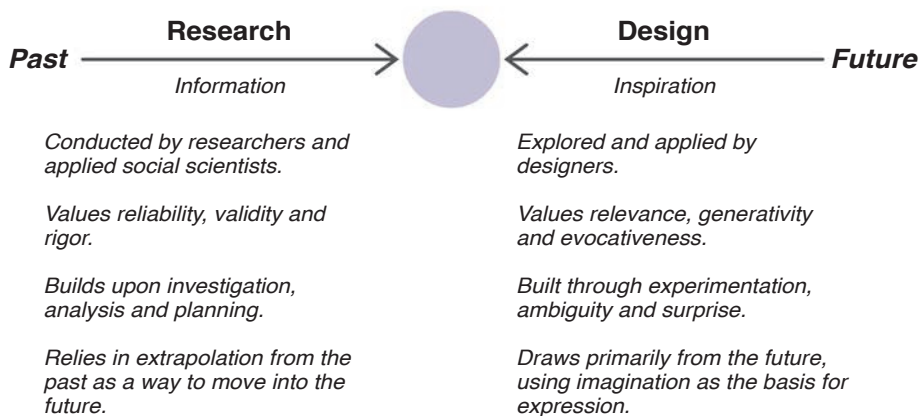 Research
Design
Past
Future
Information
Inspiration
Conducted by researchers and
applied social scientists.
Values reliability, validity and
rigor.
Builds upon investigation,
analysis and planning.
Relies in extrapolation from the
past as a way to move into the
future.
Explored and applied by
designers.
Values relevance, generativity
and evocativeness.
Built through experimentation,
ambiguity and surprise.
Draws primarily from the future,
using imagination as the basis for
expression.